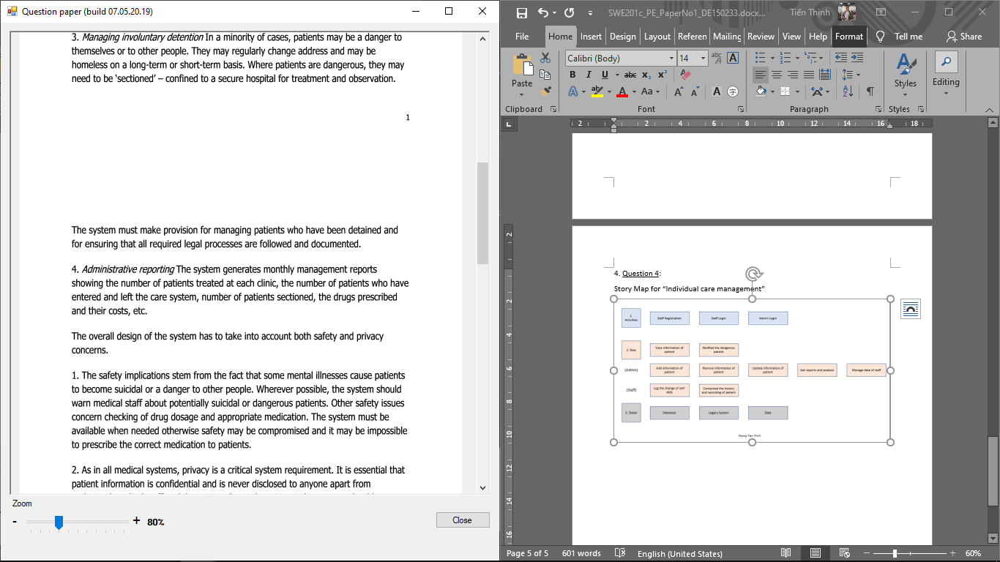 Question paper (build 07.05.20.19)
3. Managing involuntary detention In a minority of cases, patients may be a danger to
themselves or to other people. They may regularly change address and may be
homeless on a long-term or short-term basis. Where patients are dangerous, they may
need to be ‘sectioned’ – confined to a secure hospital for treatment and observation.
1
The system must make provision for managing patients who have been detained and
for ensuring that all required legal processes are followed and documented.
4. Administrative reporting The system generates monthly management reports
showing the number of patients treated at each clinic, the number of patients who have
entered and left the care system, number of patients sectioned, the drugs prescribed
and their costs, etc.
The overall design of the system has to take into account both safety and privacy
concerns.
1. The safety implications stem from the fact that some mental illnesses cause patients
to become suicidal or a danger to other people. Wherever possible, the system should
warn medical staff about potentially suicidal or dangerous patients. Other safety issues
concern checking of drug dosage and appropriate medication. The system must be
available when needed otherwise safety may be compromised and it may be impossible
to prescribe the correct medication to patients.
2. As in all medical systems, privacy is a critical system requirement. It is essential that
patient information is confidential and is never disclosed to anyone apart from
Zoom
- + 80%
Close
SWE201c_PE_PaperNo1_DE150233.docx...
Tiến Thịnh
File Home Insert Design Layout Referen Mailing Review View Help Format Tell me Share
Paste
Calibri (Body) 14
Styles
Editing
Clipboard Font Paragraph Styles
2 2 4 6 8 10 12 14 16 18
2 2 4 6 8 10 12 14 16
4. Question 4:
Story Map for “Individual care management”
1. Activities Staff Registration Staff Login Admin Login
2. Step View information of patient Notified the dangerous patient
(Admin) Add information of patient Remove information of patient Update information of patient Get reports and analysis Manage data of staff
(Staff) Log the change of self-data Concerned the history and recording of patient
3. Detail Database Legacy System Data
Hoang Tien Thinh
Page 5 of 5 601 words English (United States) 60%